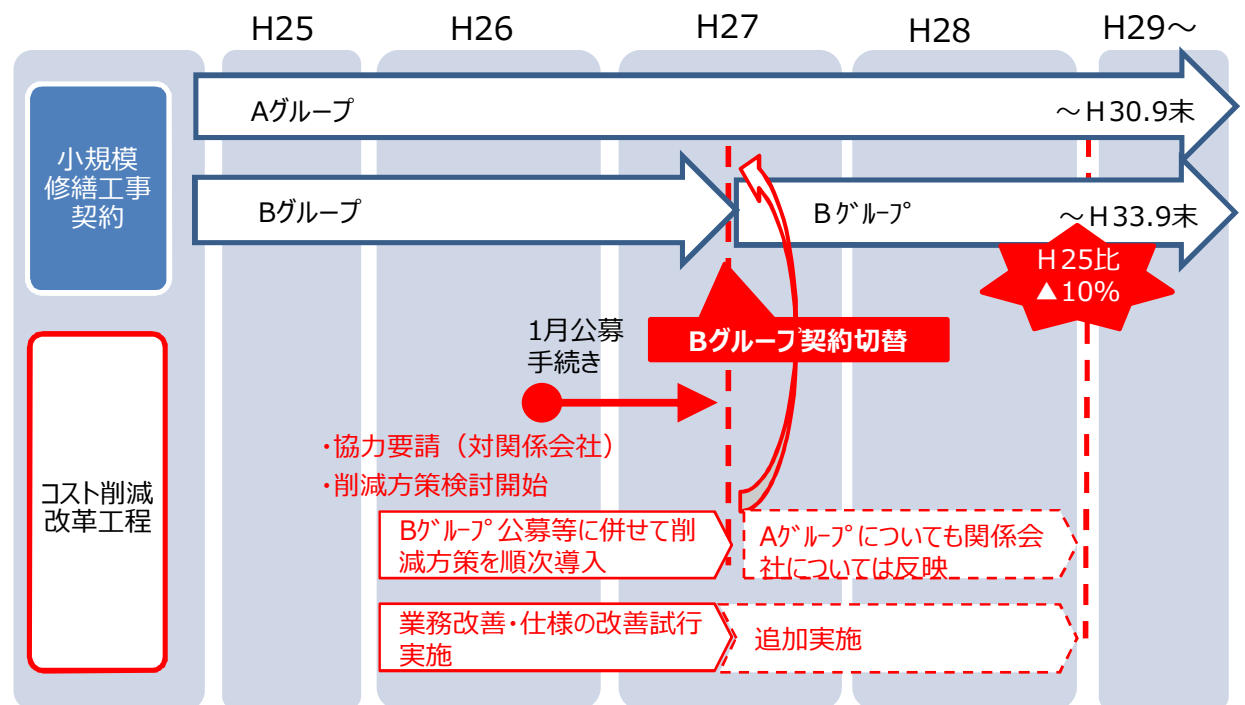 H25
H26
H27
H28
H29～
小規模
修繕工事
契約
Aグループ
～H30.9末
Bグループ
Bｸﾞﾙｰﾌﾟ
～H33.9末
H25比
▲10%
1月公募
手続き
Bグループ契約切替
・協力要請（対関係会社）
・削減方策検討開始
コスト削減
改革工程
Bｸﾞﾙｰﾌﾟ公募等に併せて削
減方策を順次導入
Aｸﾞﾙｰﾌﾟについても関係会
社については反映
業務改善・仕様の改善試行
実施
追加実施